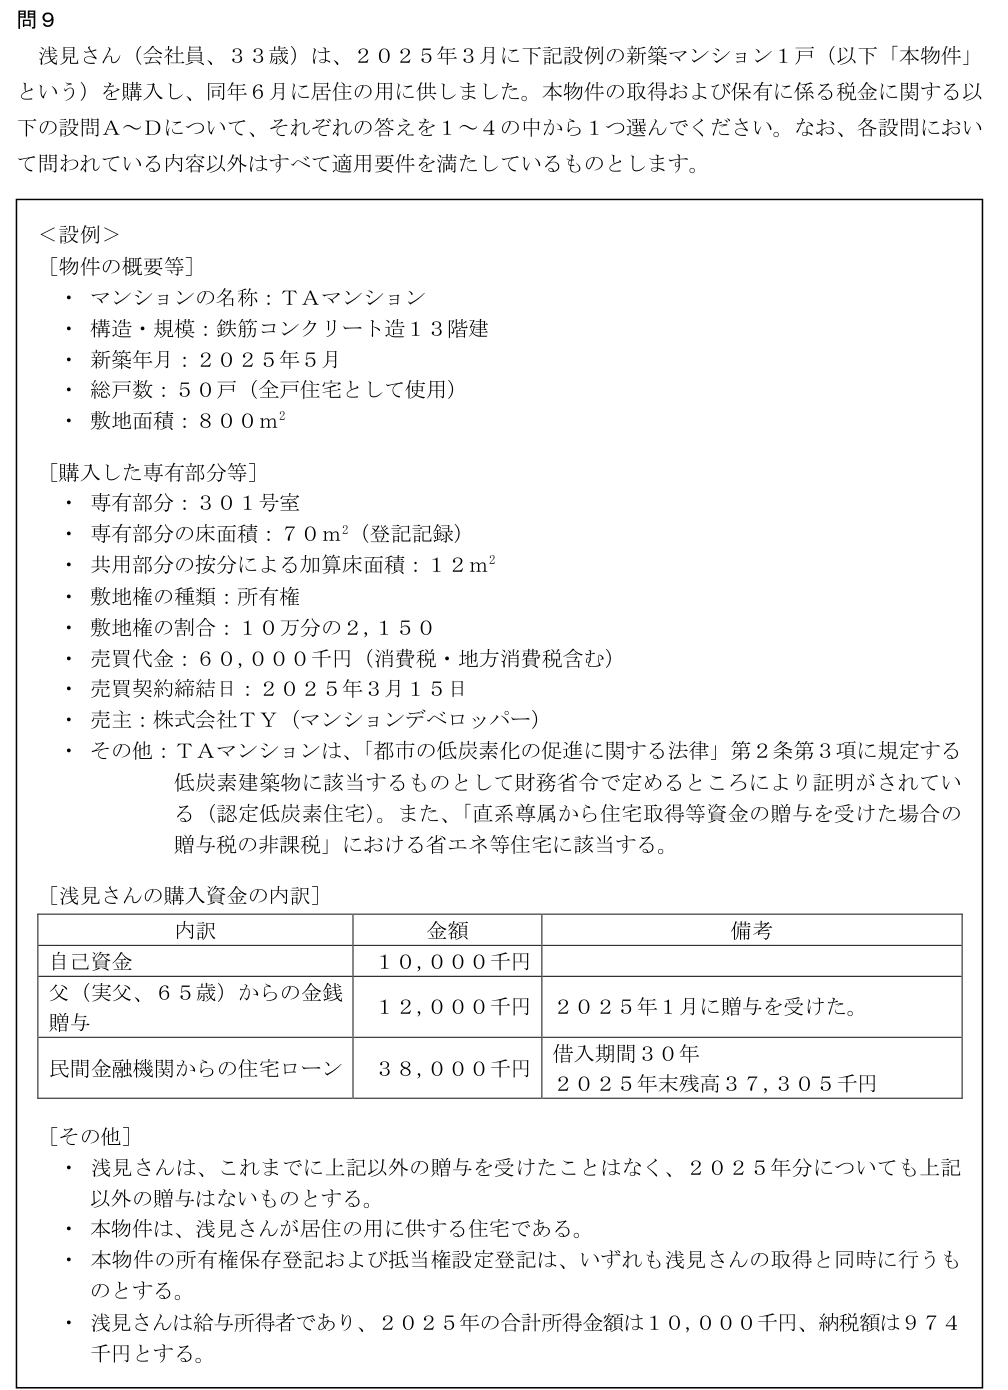 問９
浅見さん（会社員、３３歳）は、２０２５年３月に下記設例の新築マンション１戸（以下「本物件」
という）を購入し、同年６月に居住の用に供しました。本物件の取得および保有に係る税金に関する以
下の設問Ａ～Ｄについて、それぞれの答えを１～４の中から１つ選んでください。なお、各設問におい
て問われている内容以外はすべて適用要件を満たしているものとします。
＜設例＞
［物件の概要等］
・ マンションの名称：ＴＡマンション
・ 構造・規模：鉄筋コンクリート造１３階建
・ 新築年月：２０２５年５月
・ 総戸数：５０戸（全戸住宅として使用）
・ 敷地面積：８００m²
［購入した専有部分等］
・ 専有部分：３０１号室
・ 専有部分の床面積：７０m²（登記記録）
・ 共用部分の按分による加算床面積：１２m²
・ 敷地権の種類：所有権
・ 敷地権の割合：１０万分の２,１５０
・ 売買代金：６０,０００千円（消費税・地方消費税含む）
・ 売買契約締結日：２０２５年３月１５日
・ 売主：株式会社ＴＹ（マンションデベロッパー）
・ その他：ＴＡマンションは、「都市の低炭素化の促進に関する法律」第２条第３項に規定する
低炭素建築物に該当するものとして財務省令で定めるところにより証明がされてい
る（認定低炭素住宅）。また、「直系尊属から住宅取得等資金の贈与を受けた場合の
贈与税の非課税」における省エネ等住宅に該当する。
［浅見さんの購入資金の内訳］
内訳 金額 備考
自己資金 １０,０００千円
父（実父、６５歳）からの金銭
贈与 １２,０００千円 ２０２５年１月に贈与を受けた。
民間金融機関からの住宅ローン ３８,０００千円 借入期間３０年
２０２５年末残高３７,３０５千円
［その他］
・ 浅見さんは、これまでに上記以外の贈与を受けたことはなく、２０２５年分についても上記
以外の贈与はないものとする。
・ 本物件は、浅見さんが居住の用に供する住宅である。
・ 本物件の所有権保存登記および抵当権設定登記は、いずれも浅見さんの取得と同時に行うも
のとする。
・ 浅見さんは給与所得者であり、２０２５年の合計所得金額は１０,０００千円、納税額は９７４
千円とする。